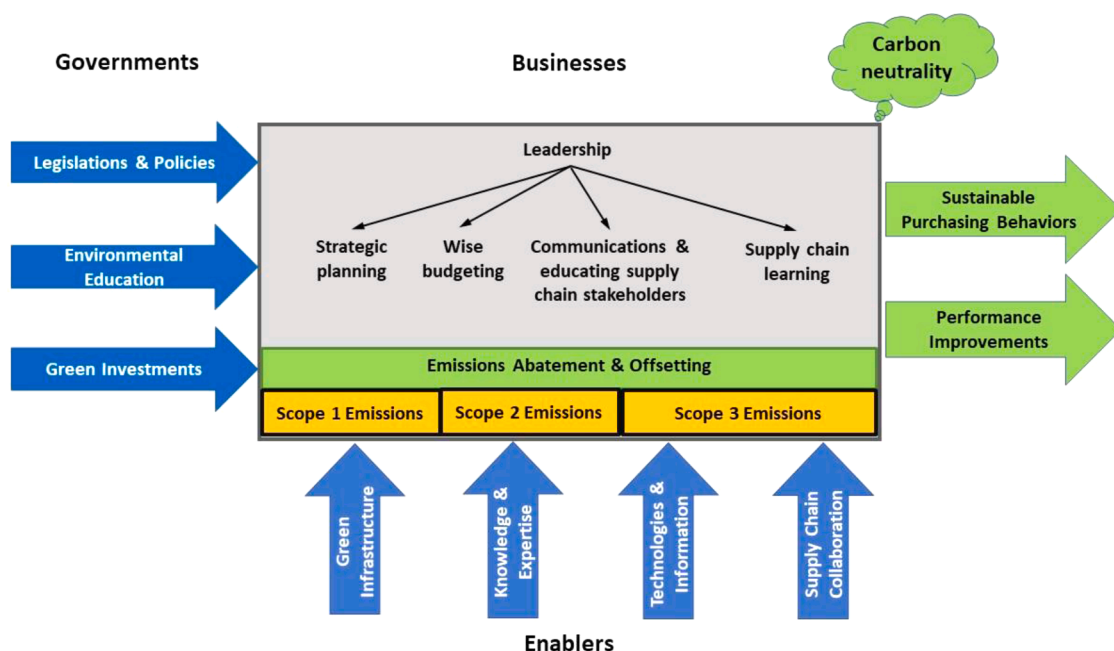 Governments
Businesses
Carbon
neutrality
Legislations & Policies
Environmental
Education
Green Investments
Leadership
Strategic
planning
Wise
budgeting
Communications &
educating supply
chain stakeholders
Supply chain
learning
Emissions Abatement & Offsetting
Scope 1 Emissions
Scope 2 Emissions
Scope 3 Emissions
Sustainable
Purchasing Behaviors
Performance
Improvements
Green
Infrastructure
Knowledge &
Expertise
Technologies &
Information
Supply Chain
Collaboration
Enablers